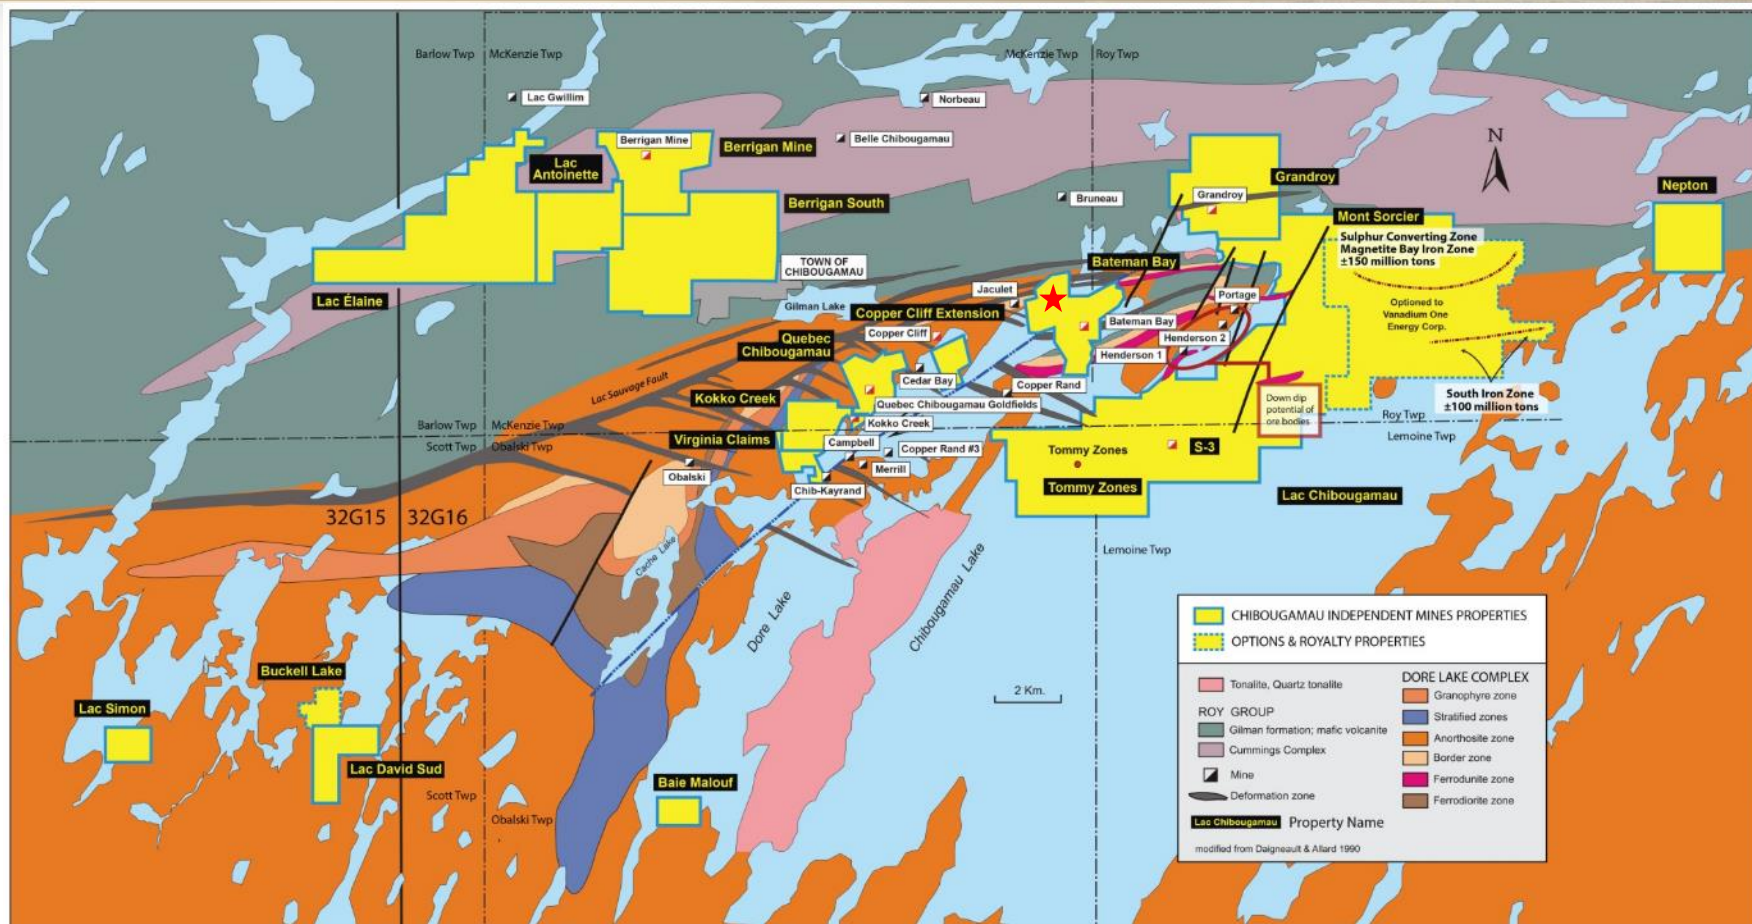 Barlow Twp
McKenzie Twp
McKenzie Twp
Roy Twp
Lac Gwillim
Norbeau
Berrigan Mine
Belle Chibougamau
Berrigan Mine
N
Lac
Antoinette
Grandroy
Nepton
Berrigan South
Bruneau
Grandroy
Mont Sorcier
Sulphur Converting Zone
Magnetite Bay Iron Zone
±150 million tons
TOWN OF
CHIBOUGAMAU
Bateman Bay
Lac Élaine
Jaculet
Portage
Optioned to
Vanadium One
Energy Corp.
Gilman Lake
Copper Cliff Extension
Bateman Bay
Copper Cliff
Henderson 2
Quebec
Chibougamau
Henderson 1
Lac Sauvage Fault
Cedar Bay
Copper Rand
South Iron Zone
±100 million tons
Kokko Creek
Quebec Chibougamau Goldfields
Down dip
potential of
ore bodies
Roy Twp
Barlow Twp
McKenzie Twp
Kokko Creek
Lemoine Twp
Scott Twp
Obalski Twp
Virginia Claims
Campbell
Copper Rand #3
Tommy Zones
S-3
Obalski
Merrill
Chib-Kayrand
Tommy Zones
Lac Chibougamau
32G15
32G16
Cache Lake
Lemoine Twp
Dore Lake
Chibougamau Lake
CHIBOUGAMAU INDEPENDENT MINES PROPERTIES
OPTIONS & ROYALTY PROPERTIES
Buckell Lake
Lac Simon
2 Km.
Tonalite, Quartz tonalite
ROY GROUP
Gilman formation; mafic volcanite
Cummings Complex
Mine
Deformation zone
Lac Chibougamau
Property Name
modified from Daigneault & Allard 1990
DORE LAKE COMPLEX
Granophyre zone
Stratified zones
Anorthosite zone
Border zone
Ferrodunite zone
Ferrodiorite zone
Lac David Sud
Baie Malouf
Scott Twp
Obalski Twp